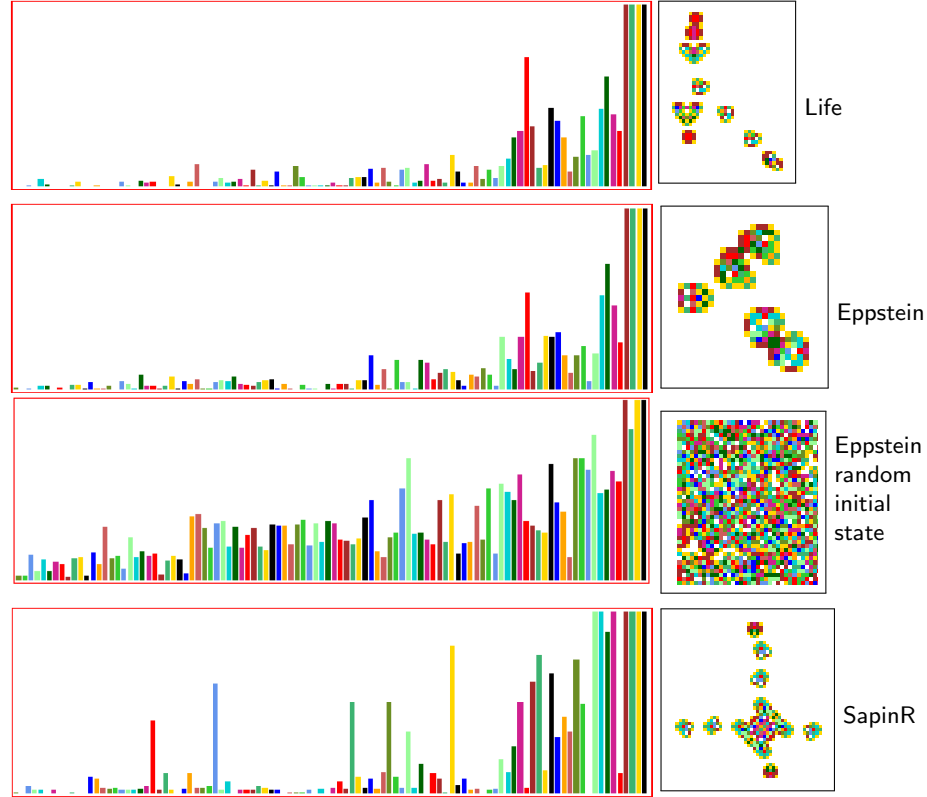 Life
Eppstein
Eppstein
random
initial
state
SapinR